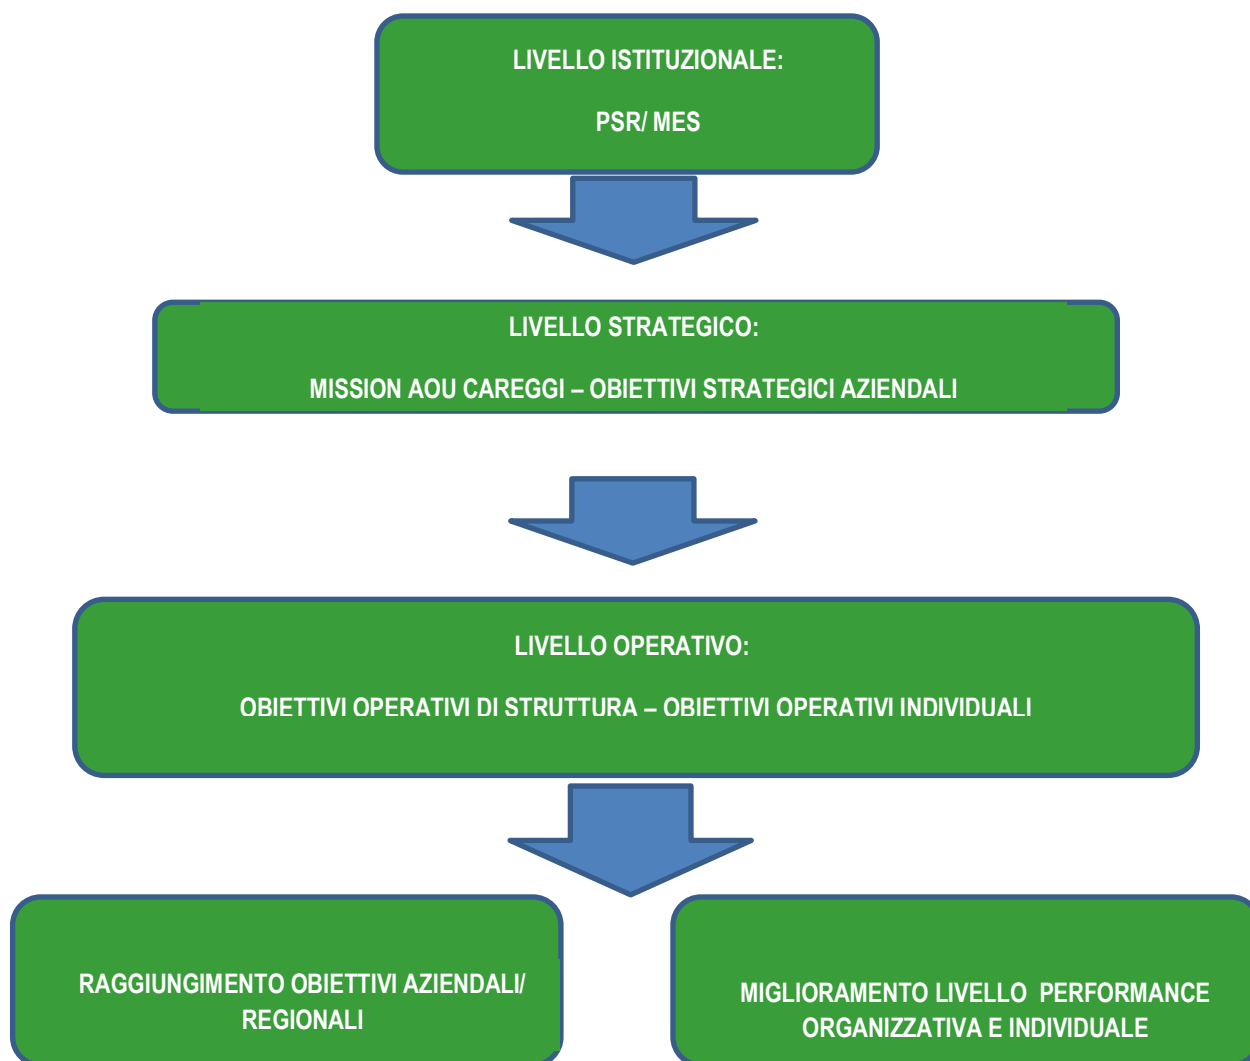 LIVELLO ISTITUZIONALE:
PSR/ MES
LIVELLO STRATEGICO:
MISSION AOU CAREGGI – OBIETTIVI STRATEGICI AZIENDALI
LIVELLO OPERATIVO:
OBIETTIVI OPERATIVI DI STRUTTURA – OBIETTIVI OPERATIVI INDIVIDUALI
RAGGIUNGIMENTO OBIETTIVI AZIENDALI/
REGIONALI
MIGLIORAMENTO LIVELLO PERFORMANCE
ORGANIZZATIVA E INDIVIDUALE